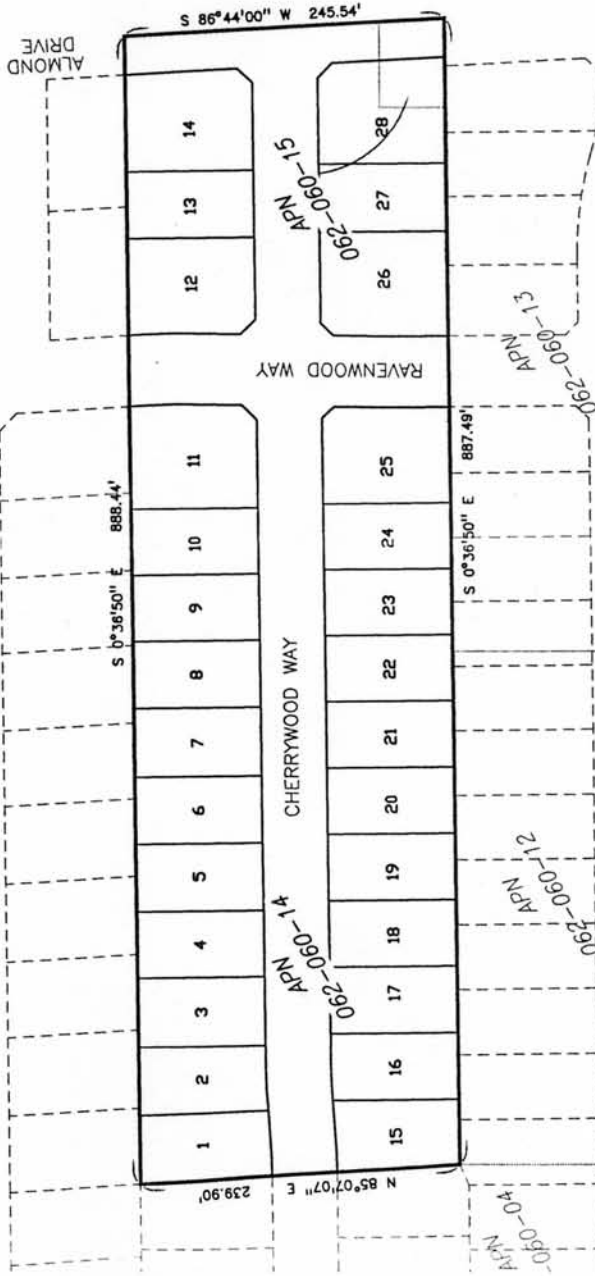 S 86°44'00" W 245.54'
ALMOND
DRIVE
14
13
12
28
27
26
APN
062-060-15
RAVENWOOD WAY
APN
062-060-13
S 0°36'50" E 888.44'
S 0°36'50" E 887.49'
11
10
9
8
7
6
5
4
3
2
1
CHERRYWOOD WAY
APN
062-060-14
25
24
23
22
21
20
19
18
17
16
15
APN
062-060-12
N 85°07'07" E 239.90'
APN
-060-04